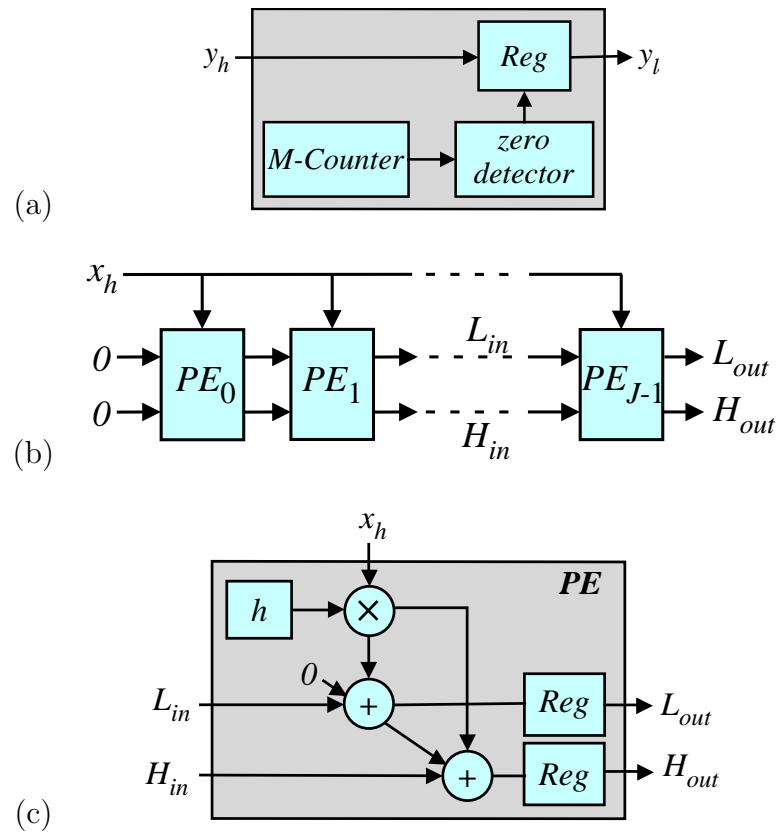 y_h
Reg
y_l
M-Counter
zero
detector
(a)
x_h
0
PE_0
PE_1
L_in
PE_J-1
L_out
0
H_in
H_out
(b)
x_h
PE
h
×
0
L_in
+
Reg
L_out
H_in
+
Reg
H_out
(c)